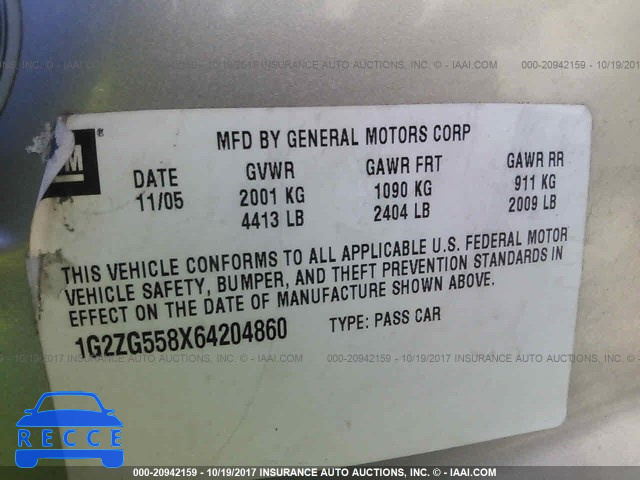 000-20942159 - 10/19/2017 INSURANCE AUTO AUCTIONS, INC. © - IAAI.COM
000-20942159 - 10/19/2017
MFD BY GENERAL MOTORS CORP
DATE GVWR GAWR FRT GAWR RR
11/05 2001 KG 1090 KG 911 KG
4413 LB 2404 LB 2009 LB
THIS VEHICLE CONFORMS TO ALL APPLICABLE U.S. FEDERAL MOTOR
VEHICLE SAFETY, BUMPER, AND THEFT PREVENTION STANDARDS IN
EFFECT ON THE DATE OF MANUFACTURE SHOWN ABOVE.
1G2ZG558X64204860 TYPE: PASS CAR
RECCE
000-20942159 - 10/19/2017 INSURANCE AUTO AUCTIONS, INC. © - IAAI.COM